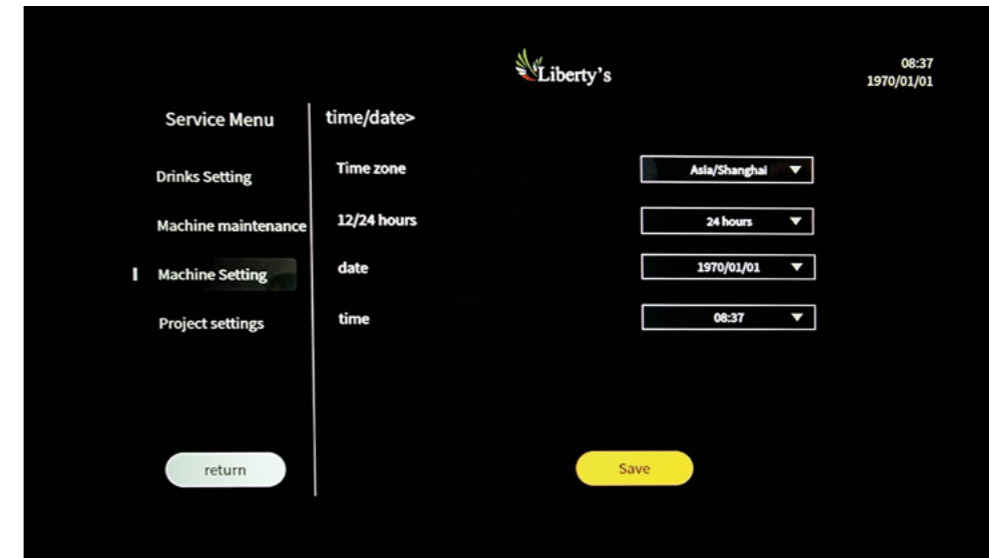 Liberty's
08:37
1970/01/01
Service Menu
time/date>
Drinks Setting
Machine maintenance
Machine Setting
Project settings
Time zone
Asia/Shanghai
12/24 hours
24 hours
date
1970/01/01
time
08:37
return
Save